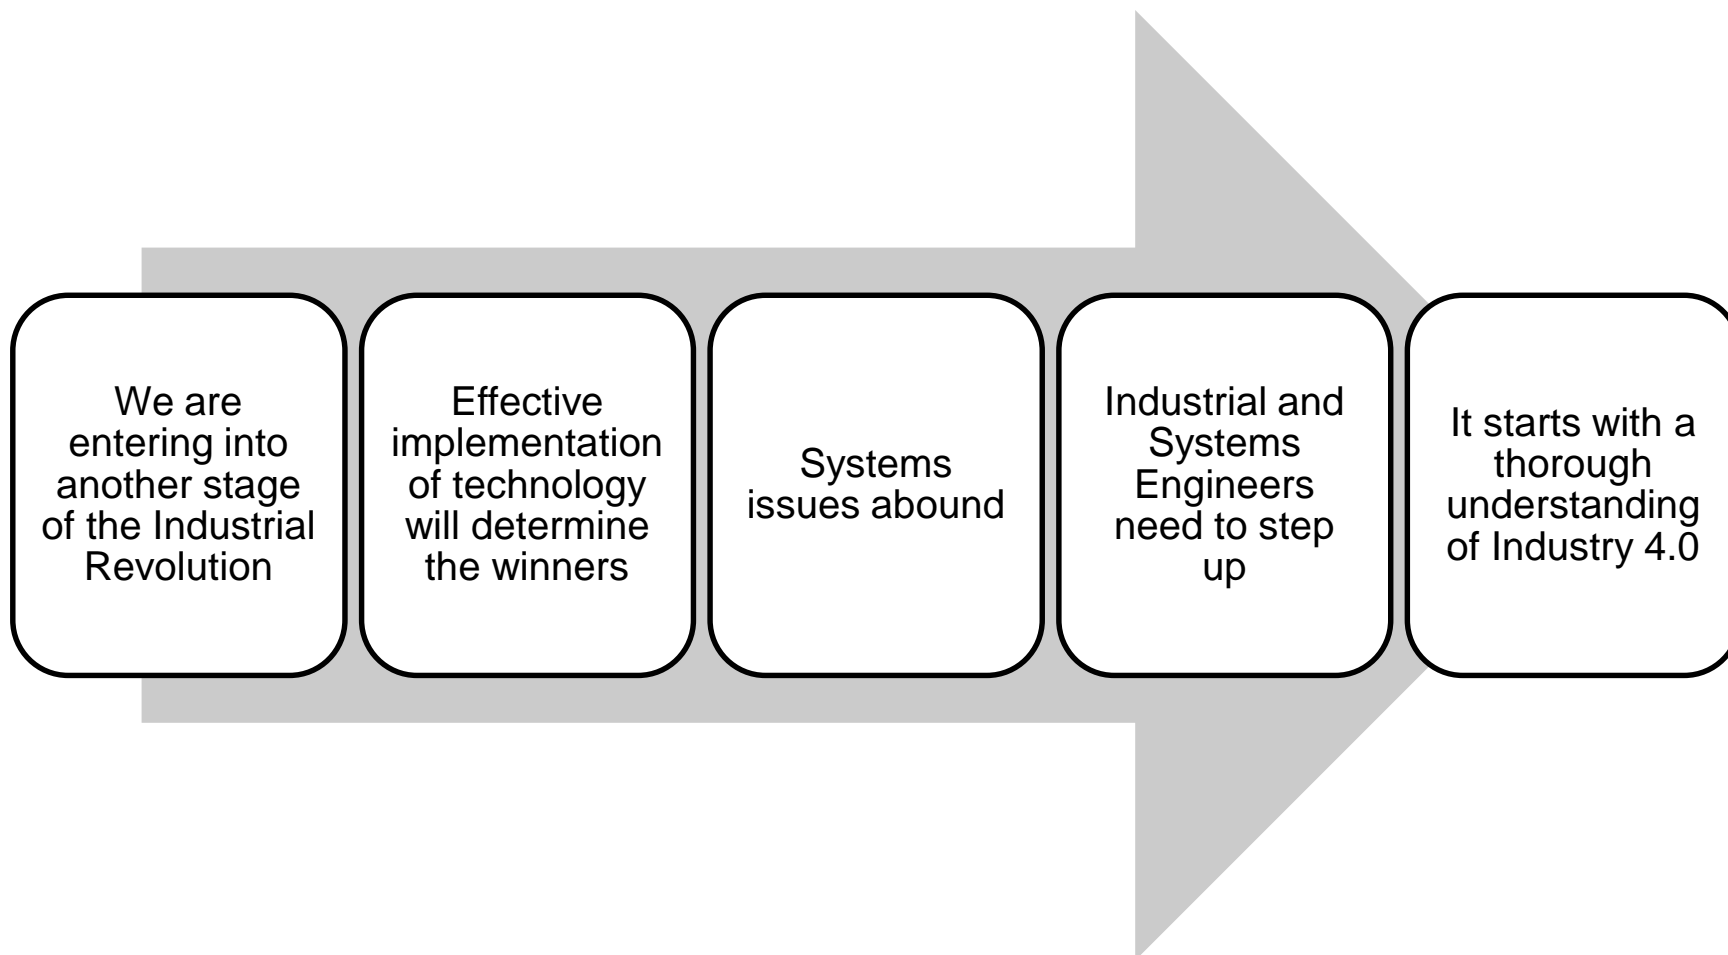 We are
entering into
another stage
of the Industrial
Revolution
Effective
implementation
of technology
will determine
the winners
Systems
issues abound
Industrial and
Systems
Engineers
need to step
up
It starts with a
thorough
understanding
of Industry 4.0